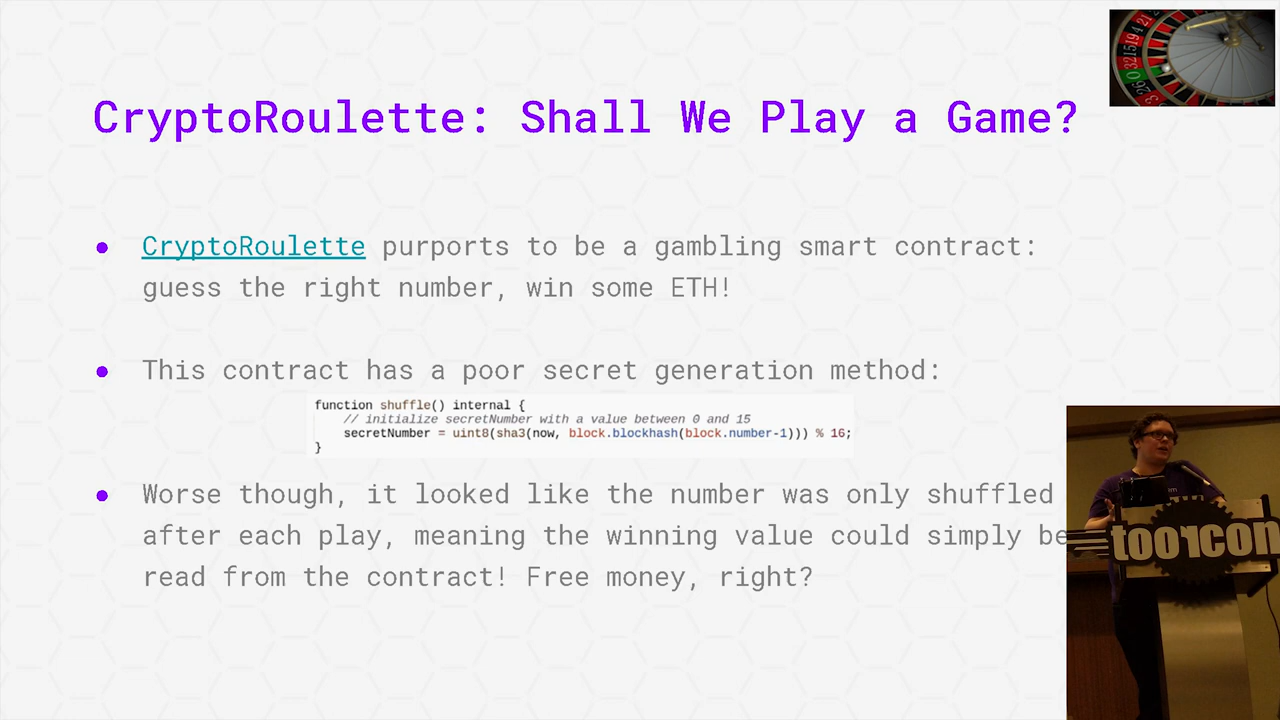 CryptoRoulette: Shall We Play a Game?
● CryptoRoulette purports to be a gambling smart contract:
guess the right number, win some ETH!
● This contract has a poor secret generation method:
function shuffle() internal {
// initialize secretNumber with a value between 0 and 15
secretNumber = uint8(sha3(now, block.blockhash(block.number-1))) % 16;
}
● Worse though, it looked like the number was only shuffled
after each play, meaning the winning value could simply be
read from the contract! Free money, right?
toorcon